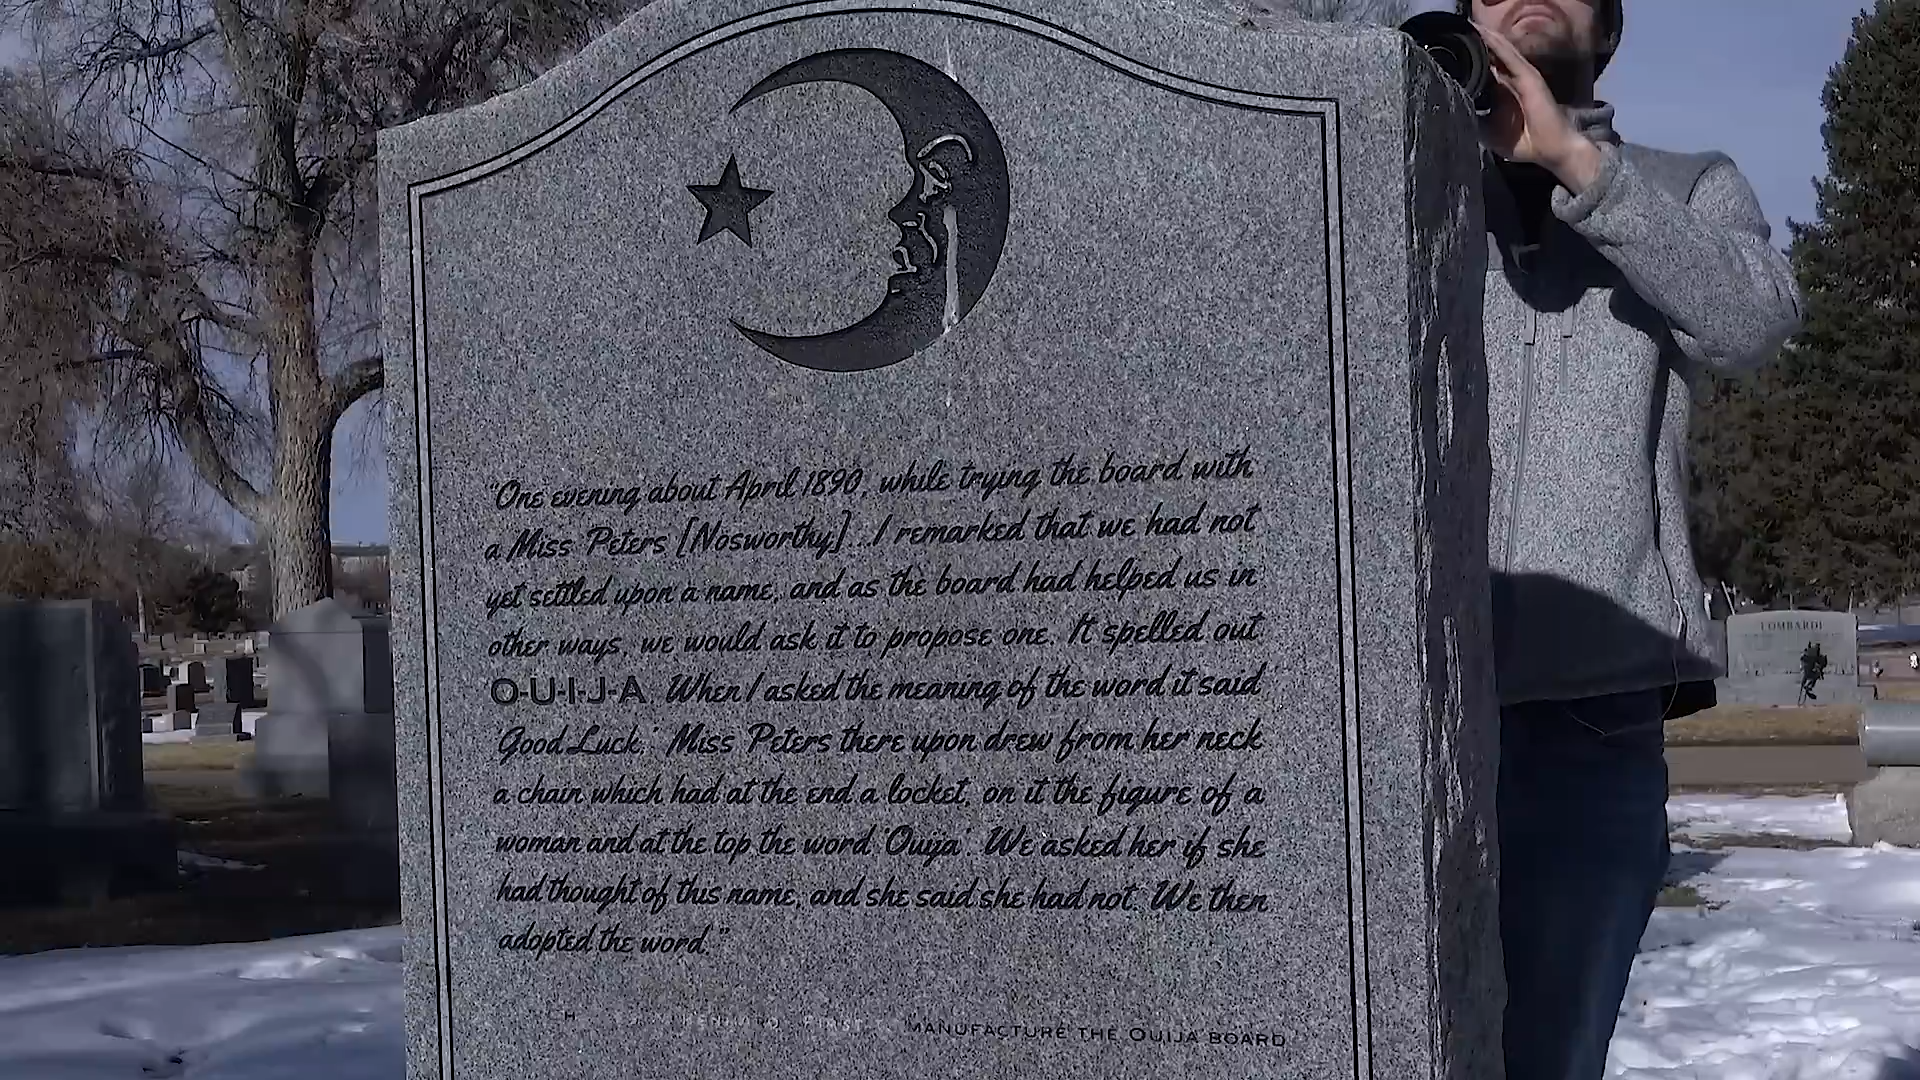 "One evening about April 1890, while trying the board with
a Miss Peters [Nosworthy]...I remarked that we had not
yet settled upon a name, and as the board had helped us in
other ways, we would ask it to propose one. It spelled out
O-U-I-J-A. When I asked the meaning of the word it said
'Good Luck.' Miss Peters there upon drew from her neck
a chain which had at the end a locket, on it the figure of a
woman and at the top the word 'Ouija'. We asked her if she
had thought of this name, and she said she had not. We then
adopted the word."
FIRST MANUFACTURE THE OUIJA BOARD
LOMBARDI